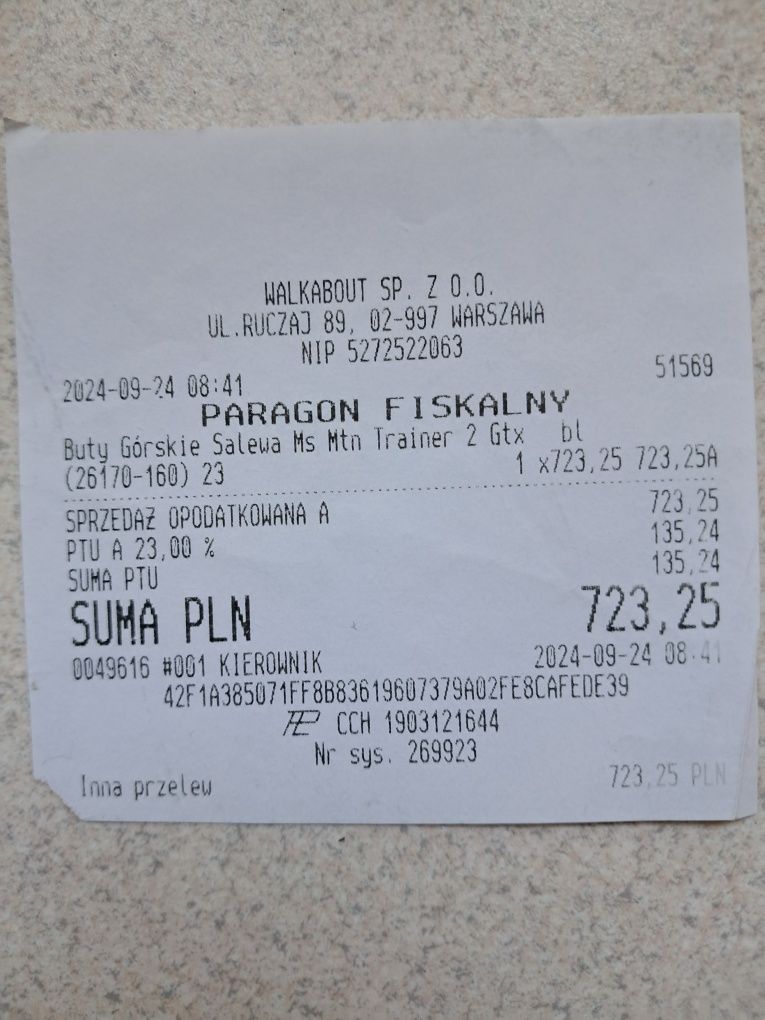 WALKABOUT SP. Z O.O.
UL.RUCZAJ 89, 02-997 WARSZAWA
NIP 5272522063
2024-09-24 08:41 51569
PARAGON FISKALNY
Buty Górskie Salewa Ms Mtn Trainer 2 Gtx bl
(26170-160) 23 1 x723,25 723,25A
SPRZEDAŻ OPODATKOWANA A 723,25
PTU A 23,00 % 135,24
SUMA PTU 135,24
SUMA PLN 723,25
0049616 #001 KIEROWNIK 2024-09-24 08:41
42F1A385071FF8B83619607379A02FE8CAFEDE39
CCH 1903121644
Nr sys. 269923
Inna przelew 723,25 PLN